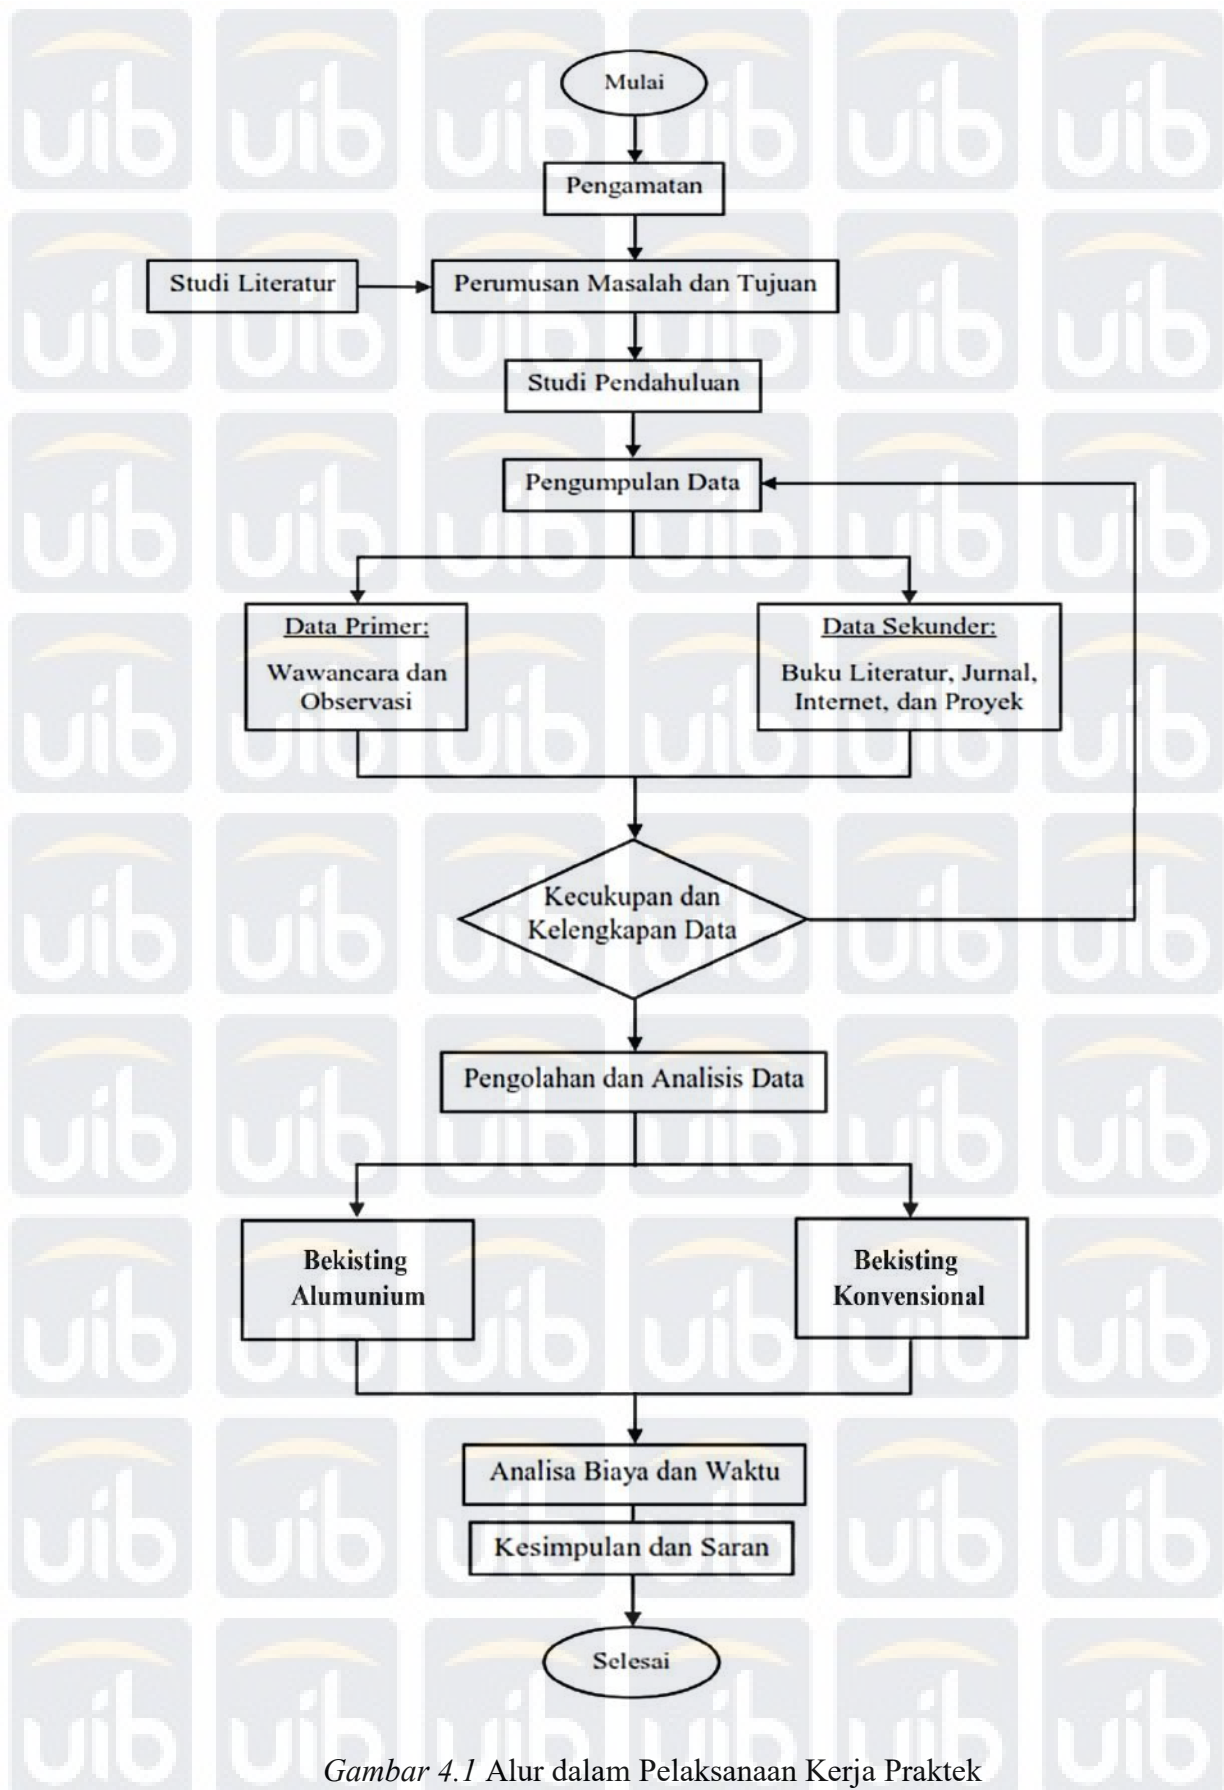 Mulai
Pengamatan
Studi Literatur
Perumusan Masalah dan Tujuan
Studi Pendahuluan
Pengumpulan Data
Data Primer:
Wawancara dan
Observasi
Data Sekunder:
Buku Literatur, Jurnal,
Internet, dan Proyek
Kecukupan dan
Kelengkapan Data
Pengolahan dan Analisis Data
Bekisting
Alumunium
Bekisting
Konvensional
Analisa Biaya dan Waktu
Kesimpulan dan Saran
Selesai
Gambar 4.1 Alur dalam Pelaksanaan Kerja Praktek
uib